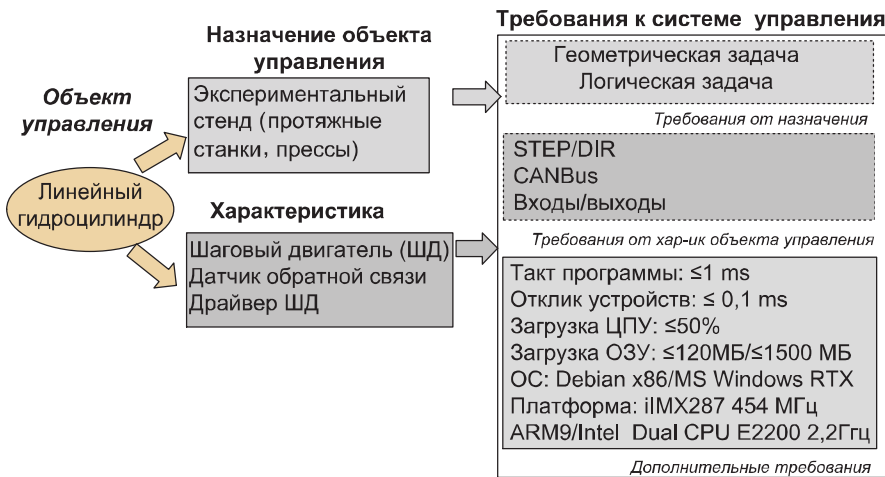 Объект
управления
Линейный
гидроцилиндр
Назначение объекта
управления
Экспериментальный
стенд (протяжные
станки, прессы)
Характеристика
Шаговый двигатель (ШД)
Датчик обратной связи
Драйвер ШД
Требования к системе управления
Геометрическая задача
Логическая задача
Требования от назначения
STEP/DIR
CANBus
Входы/выходы
Требования от хар-ик объекта управления
Такт программы: ≤1 ms
Отклик устройств: ≤ 0,1 ms
Загрузка ЦПУ: ≤50%
Загрузка ОЗУ: ≤120МБ/≤1500 МБ
ОС: Debian x86/MS Windows RTX
Платформа: iIMX287 454 МГц
ARM9/Intel Dual CPU E2200 2,2Ггц
Дополнительные требования